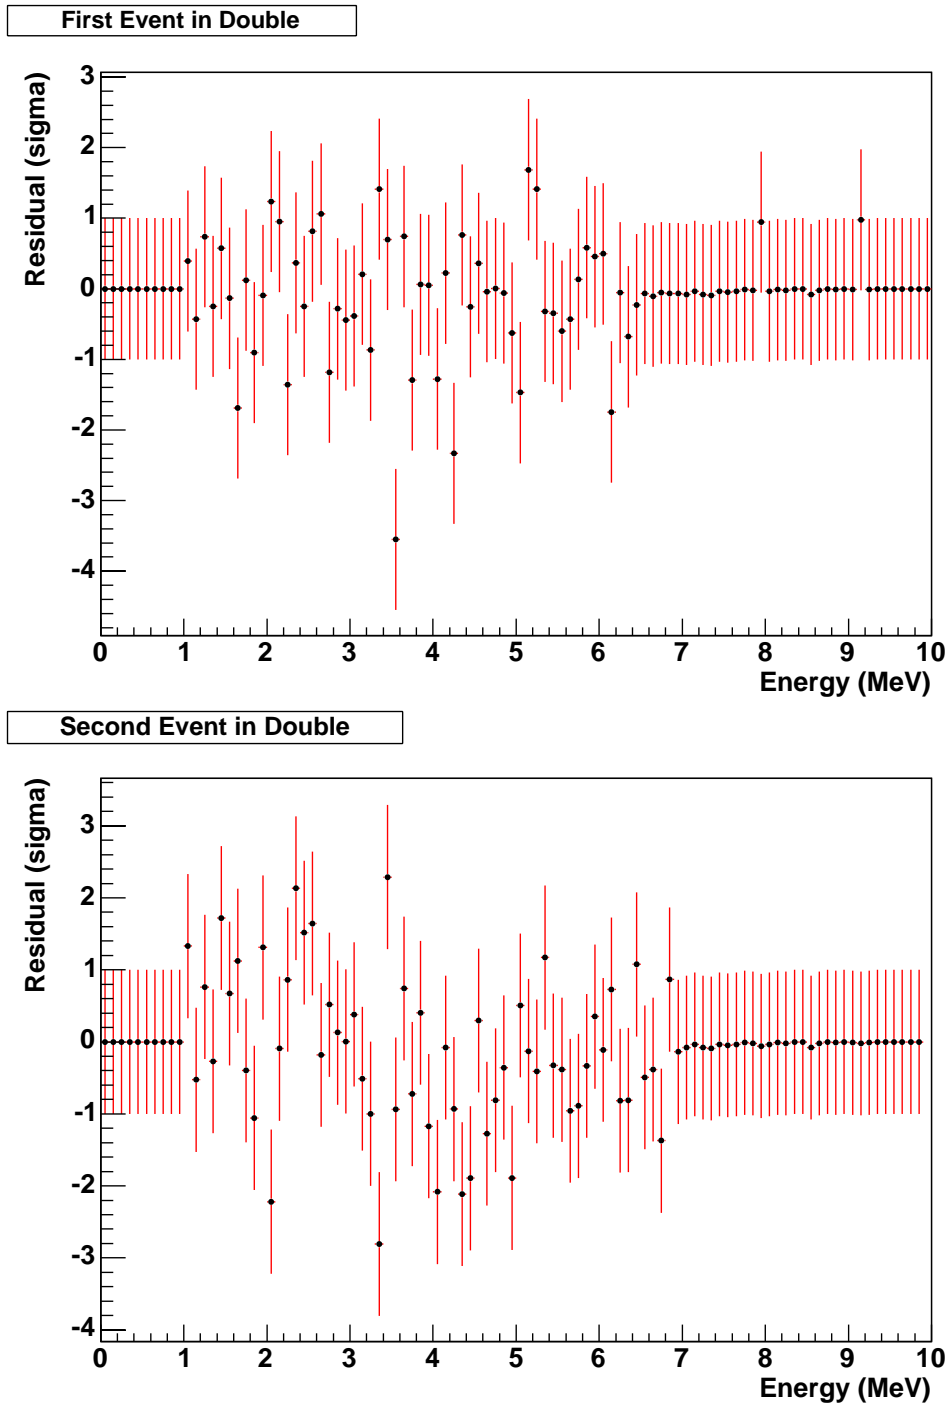 First Event in Double
Residual (sigma)
3
2
1
0
-1
-2
-3
-4
0 1 2 3 4 5 6 7 8 9 10
Energy (MeV)
Second Event in Double
Residual (sigma)
3
2
1
0
-1
-2
-3
-4
0 1 2 3 4 5 6 7 8 9 10
Energy (MeV)